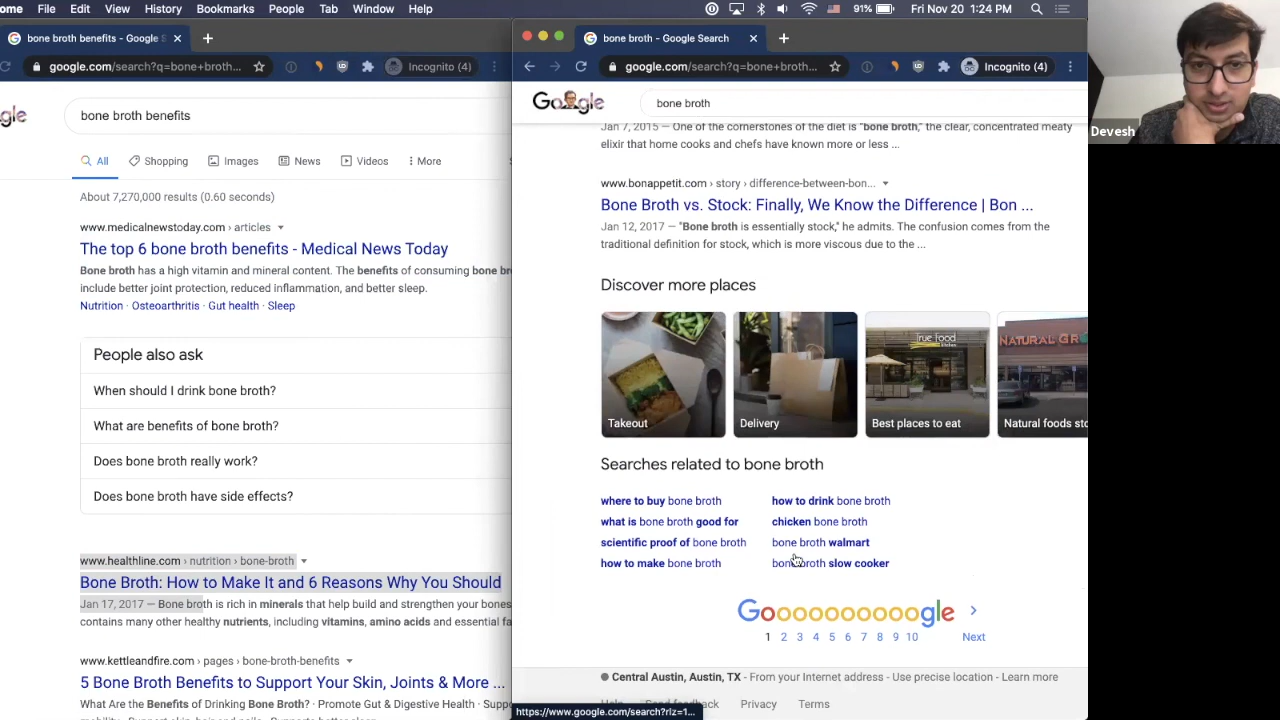 ome File Edit View History Bookmarks People Tab Window Help
91% Fri Nov 20 1:24 PM
bone broth benefits - Google S
google.com/search?q=bone+broth...
Incognito (4)
gle
bone broth benefits
All Shopping Images News Videos More
About 7,270,000 results (0.60 seconds)
www.medicalnewstoday.com › articles
The top 6 bone broth benefits - Medical News Today
Bone broth has a high vitamin and mineral content. The benefits of consuming bone br
include better joint protection, reduced inflammation, and better sleep.
Nutrition · Osteoarthritis · Gut health · Sleep
People also ask
When should I drink bone broth?
What are benefits of bone broth?
Does bone broth really work?
Does bone broth have side effects?
www.healthline.com › nutrition › bone-broth
Bone Broth: How to Make It and 6 Reasons Why You Should
Jan 17, 2017 — Bone broth is rich in minerals that help build and strengthen your bones
contains many other healthy nutrients, including vitamins, amino acids and essential fa
www.kettleandfire.com › pages › bone-broth-benefits
5 Bone Broth Benefits to Support Your Skin, Joints & More ...
What Are the Benefits of Drinking Bone Broth? · Promote Gut & Digestive Health · Supp
bone broth - Google Search
google.com/search?q=bone+broth...
Incognito (4)
bone broth
Jan 7, 2015 — One of the cornerstones of the diet is "bone broth," the clear, concentrated meaty
elixir that home cooks and chefs have known more or less ...
www.bonappetit.com › story › difference-between-bon...
Bone Broth vs. Stock: Finally, We Know the Difference | Bon ...
Jan 12, 2017 — "Bone broth is essentially stock," he admits. The confusion comes from the
traditional definition for stock, which is more viscous due to the ...
Discover more places
True Food
NATURAL GR
Takeout Delivery Best places to eat Natural foods sto
Searches related to bone broth
where to buy bone broth
what is bone broth good for
scientific proof of bone broth
how to make bone broth
how to drink bone broth
chicken bone broth
bone broth walmart
bone broth slow cooker
Goooooooooogle
1 2 3 4 5 6 7 8 9 10 Next
Central Austin, Austin, TX - From your Internet address - Use precise location - Learn more
Help Send feedback Privacy Terms
https://www.google.com/search?rlz=1...
Devesh